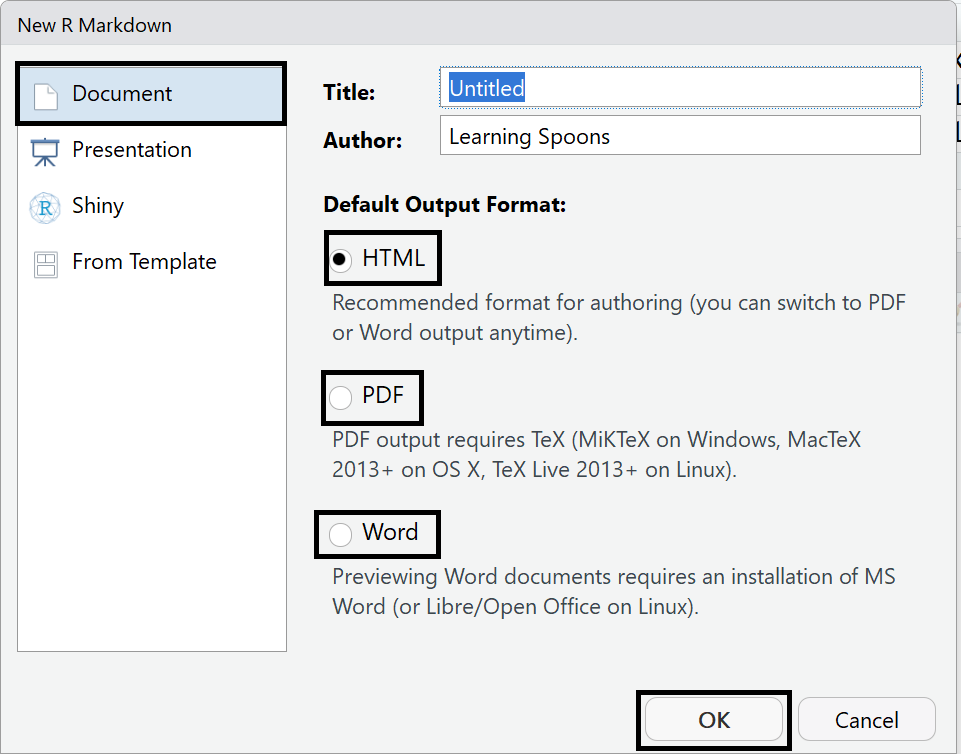 New R Markdown
Document
Presentation
Shiny
From Template
Title: Untitled
Author: Learning Spoons
Default Output Format:
HTML
Recommended format for authoring (you can switch to PDF
or Word output anytime).
PDF
PDF output requires TeX (MiKTeX on Windows, MacTeX
2013+ on OS X, TeX Live 2013+ on Linux).
Word
Previewing Word documents requires an installation of MS
Word (or Libre/Open Office on Linux).
OK Cancel